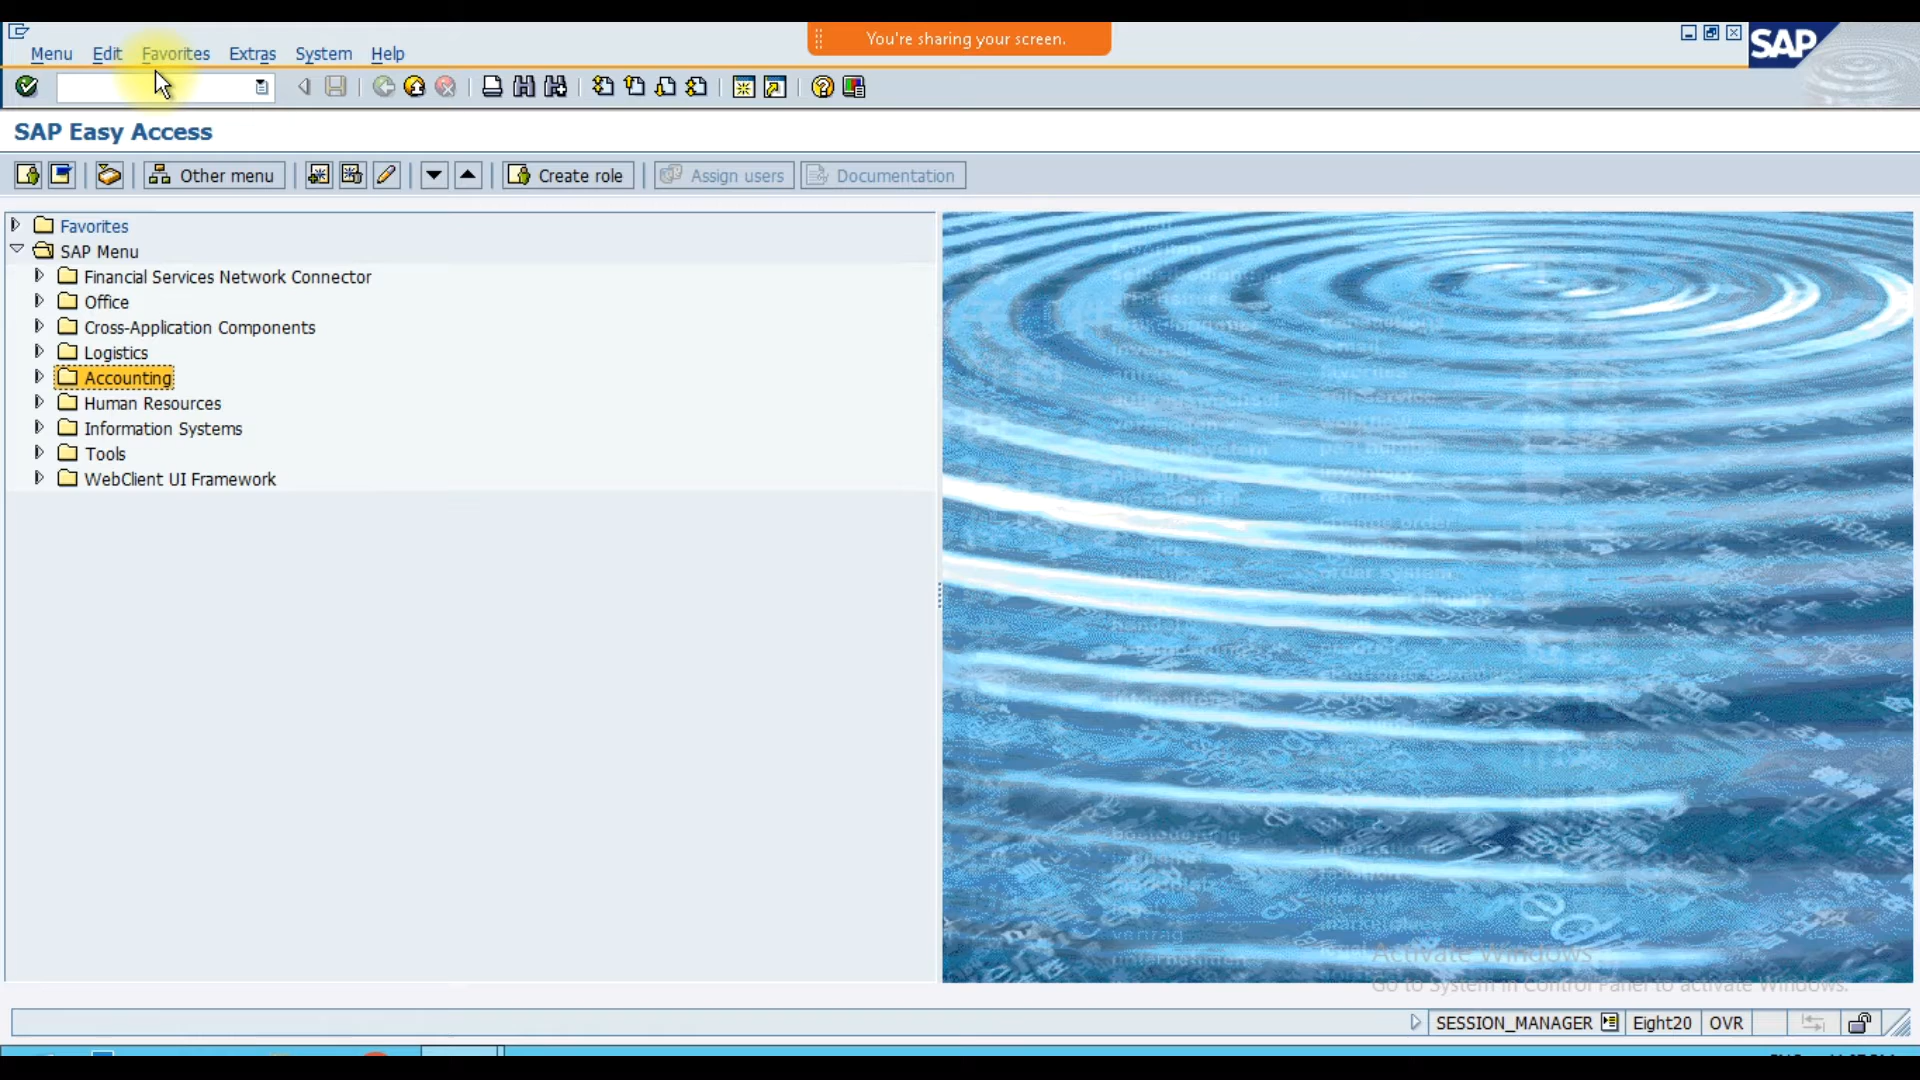 You're sharing your screen.
Menu Edit Favorites Extras System Help
SAP
SAP Easy Access
Other menu Create role Assign users Documentation
Favorites
SAP Menu
Financial Services Network Connector
Office
Cross-Application Components
Logistics
Accounting
Human Resources
Information Systems
Tools
WebClient UI Framework
Activate Windows
Go to System in Control Panel to activate Windows.
SESSION_MANAGER Eight20 OVR